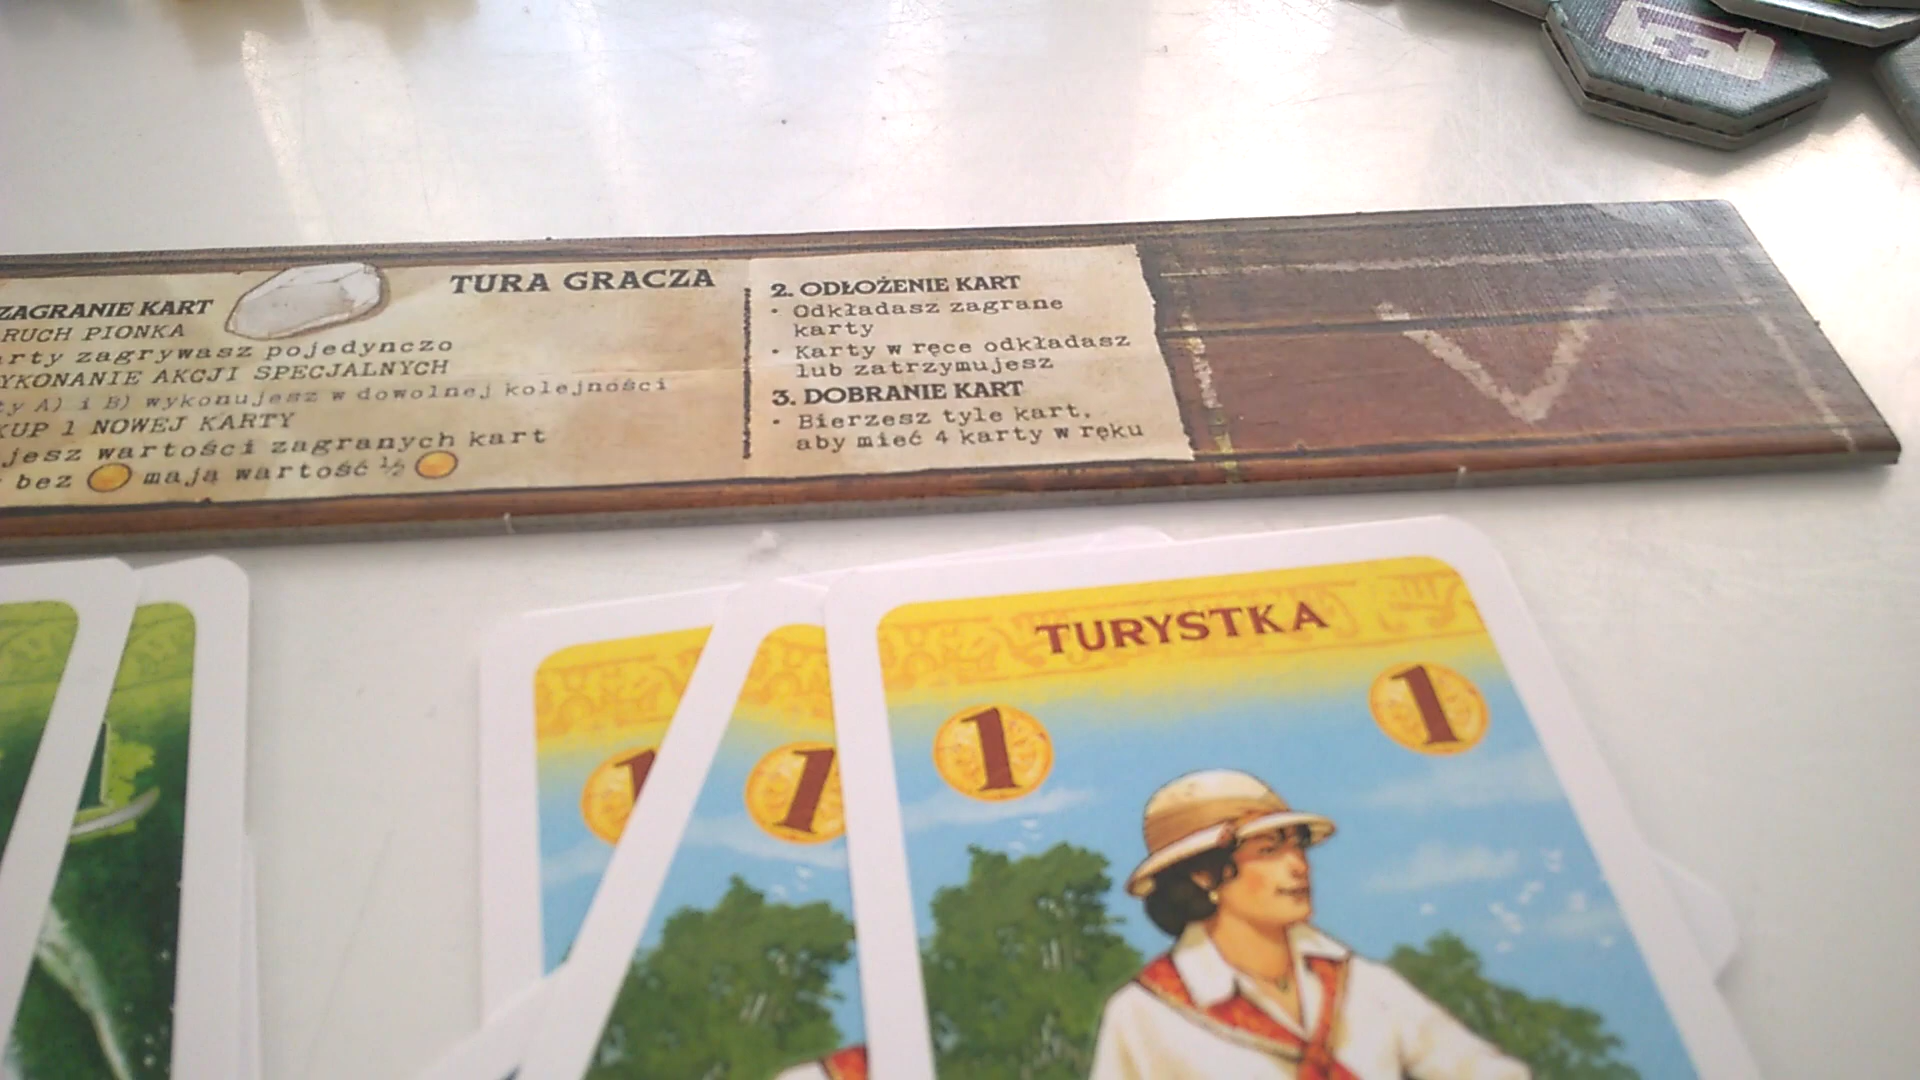 TURA GRACZA
ZAGRANIE KART
RUCH PIONKA
arty zagrywasz pojedynczo
YKONANIE AKCJI SPECJALNYCH
ty A) i B) wykonujesz w dowolnej kolejności
KUP 1 NOWEJ KARTY
jesz wartości zagranych kart
bez mają wartość ½
2. ODŁOŻENIE KART
• Odkładasz zagrane
karty
• Karty w ręce odkładasz
lub zatrzymujesz
3. DOBRANIE KART
• Bierzesz tyle kart,
aby mieć 4 karty w ręku
TURYSTKA
1
1
1
1